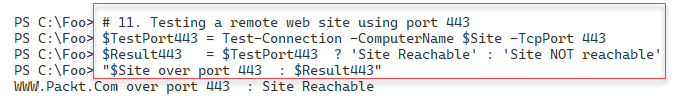 PS C:\Foo> # 11. Testing a remote web site using port 443
PS C:\Foo> $TestPort443 = Test-Connection -ComputerName $Site -TcpPort 443
PS C:\Foo> $Result443   = $TestPort443  ? 'Site Reachable' : 'Site NOT reachable'
PS C:\Foo> "$Site over port 443  : $Result443"
WWW.Packt.Com over port 443  : Site Reachable